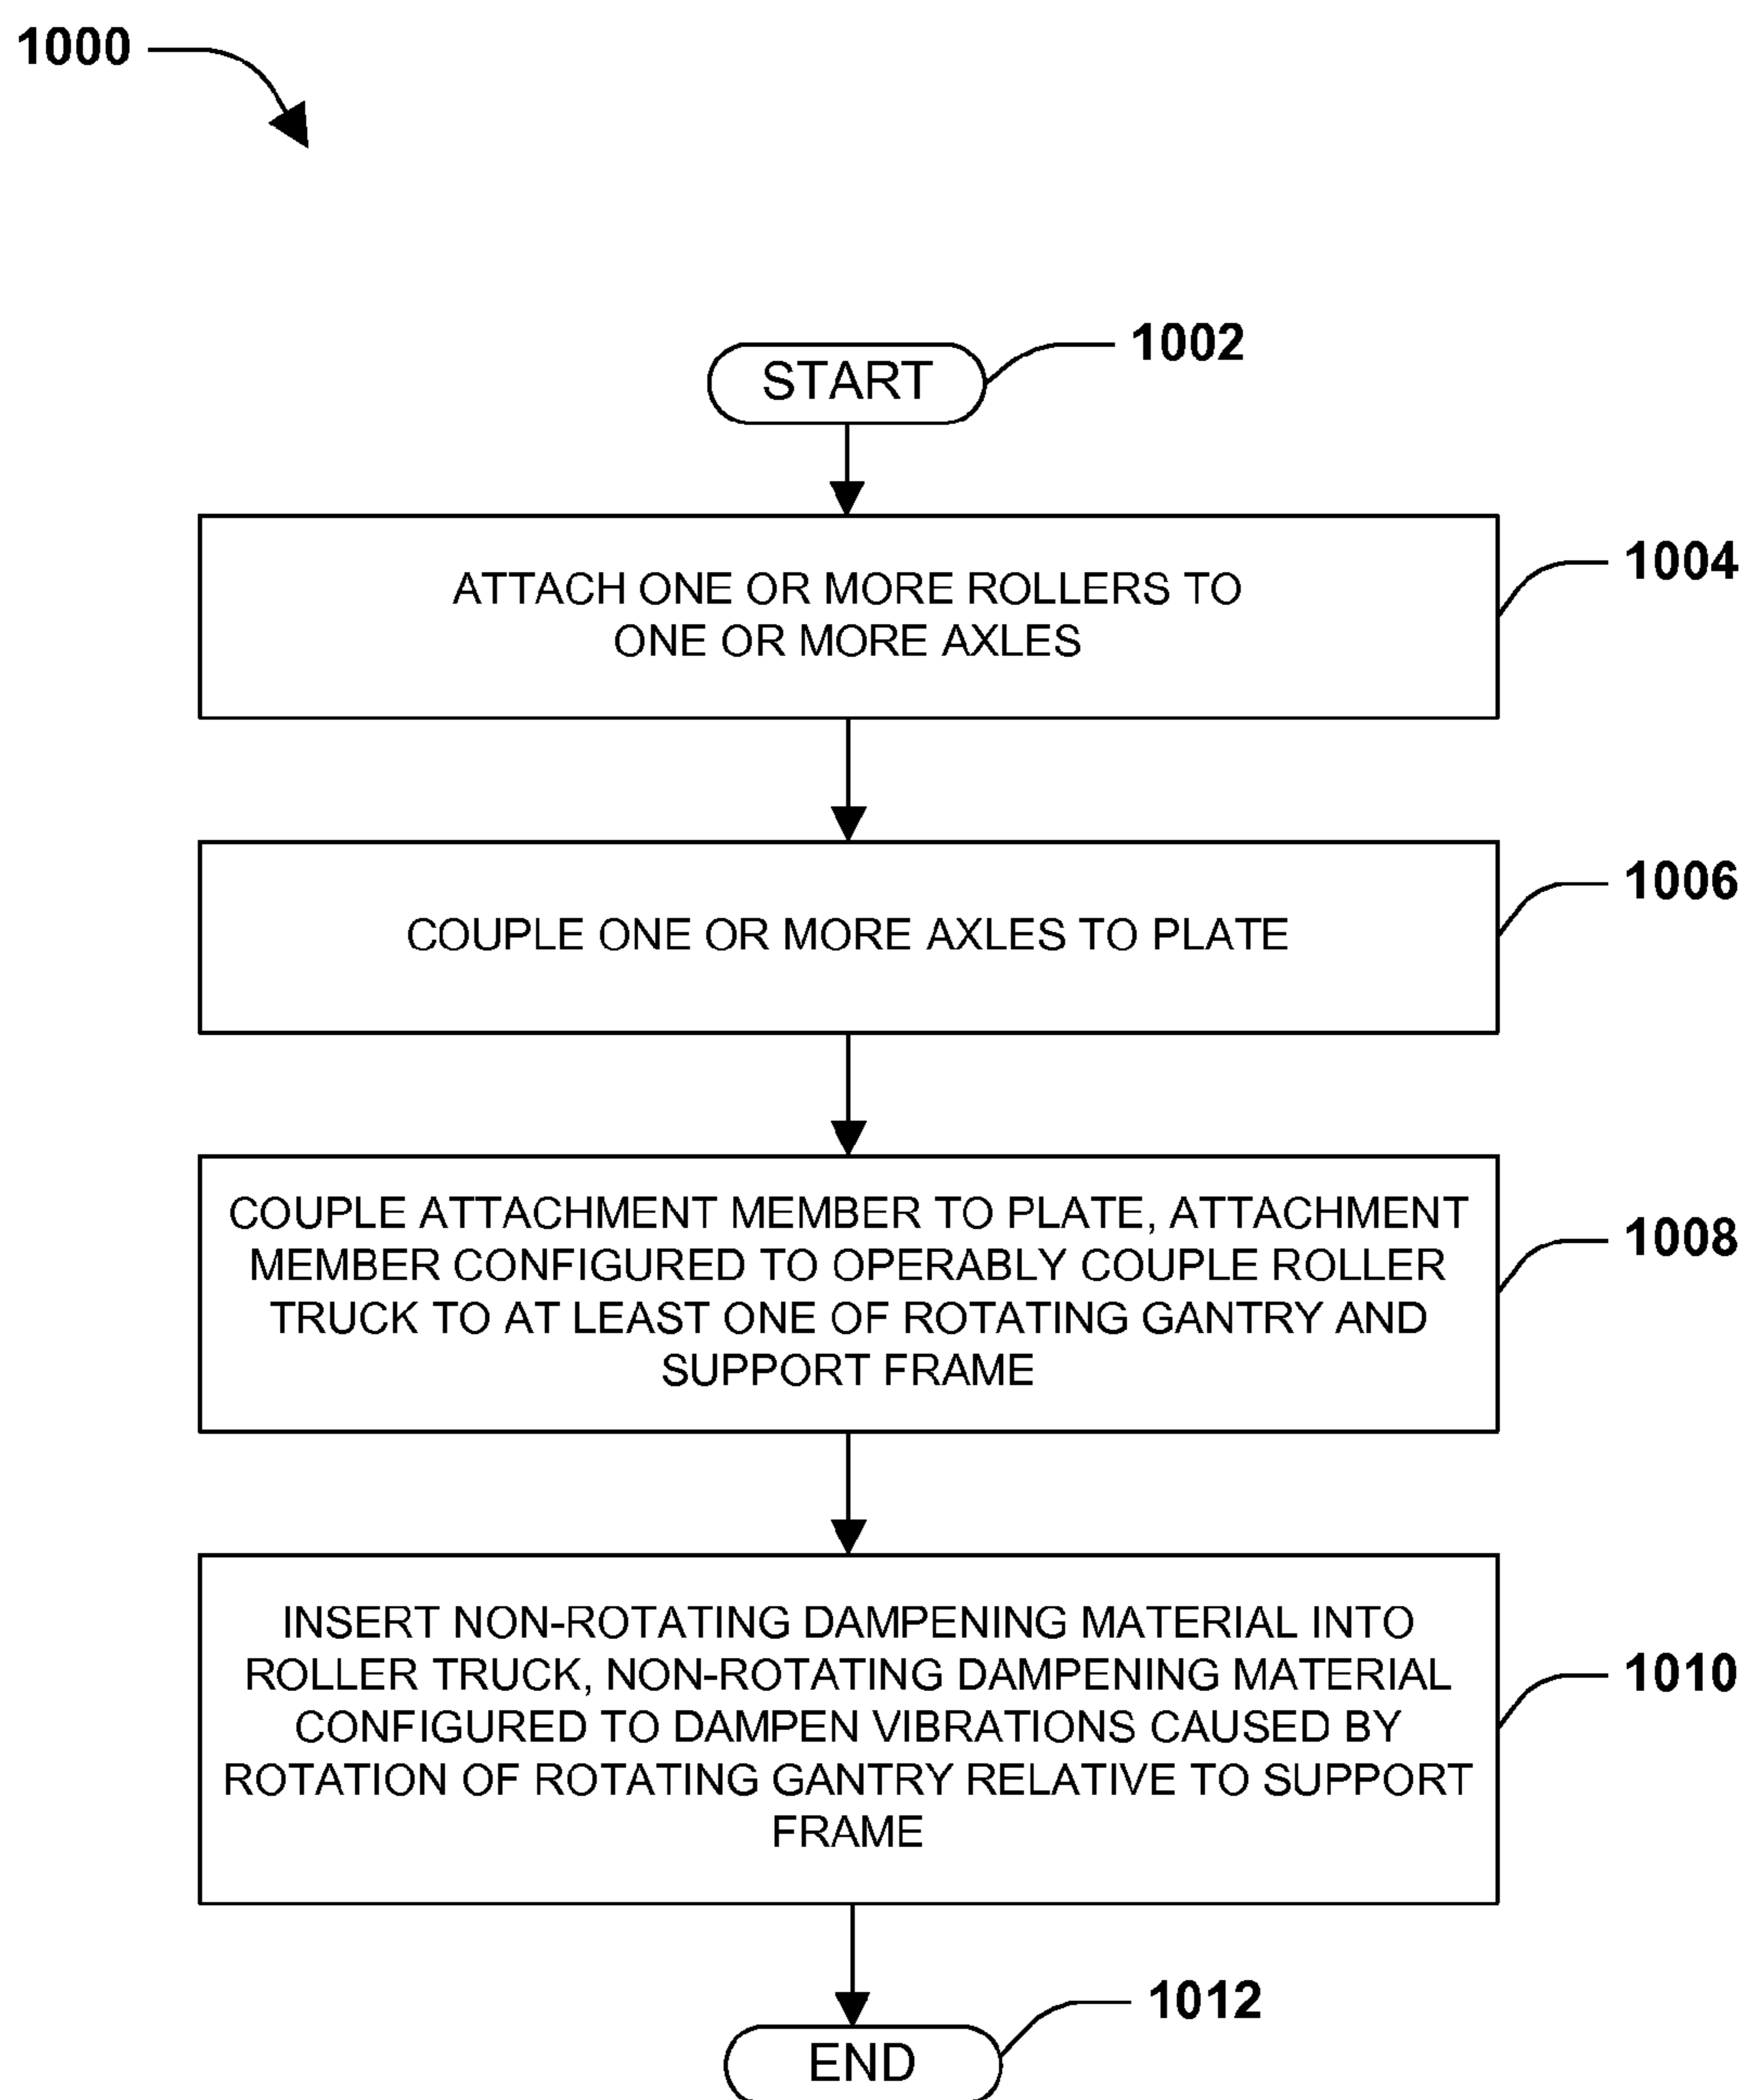 1000
1002
START
1004
ATTACH ONE OR MORE ROLLERS TO
ONE OR MORE AXLES
1006
COUPLE ONE OR MORE AXLES TO PLATE
1008
COUPLE ATTACHMENT MEMBER TO PLATE, ATTACHMENT
MEMBER CONFIGURED TO OPERABLY COUPLE ROLLER
TRUCK TO AT LEAST ONE OF ROTATING GANTRY AND
SUPPORT FRAME
1010
INSERT NON-ROTATING DAMPENING MATERIAL INTO
ROLLER TRUCK, NON-ROTATING DAMPENING MATERIAL
CONFIGURED TO DAMPEN VIBRATIONS CAUSED BY
ROTATION OF ROTATING GANTRY RELATIVE TO SUPPORT
FRAME
1012
END